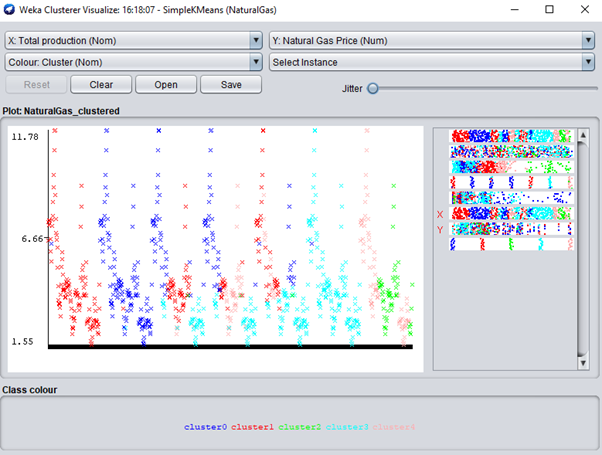 Weka Clusterer Visualize: 16:18:07 - SimpleKMeans (NaturalGas)
X: Total production (Nom) Y: Natural Gas Price (Num)
Colour: Cluster (Nom) Select Instance
Reset Clear Open Save Jitter
Plot: NaturalGas_clustered
11.78
6.66
1.55
X
Y
Class colour
cluster0 cluster1 cluster2 cluster3 cluster4